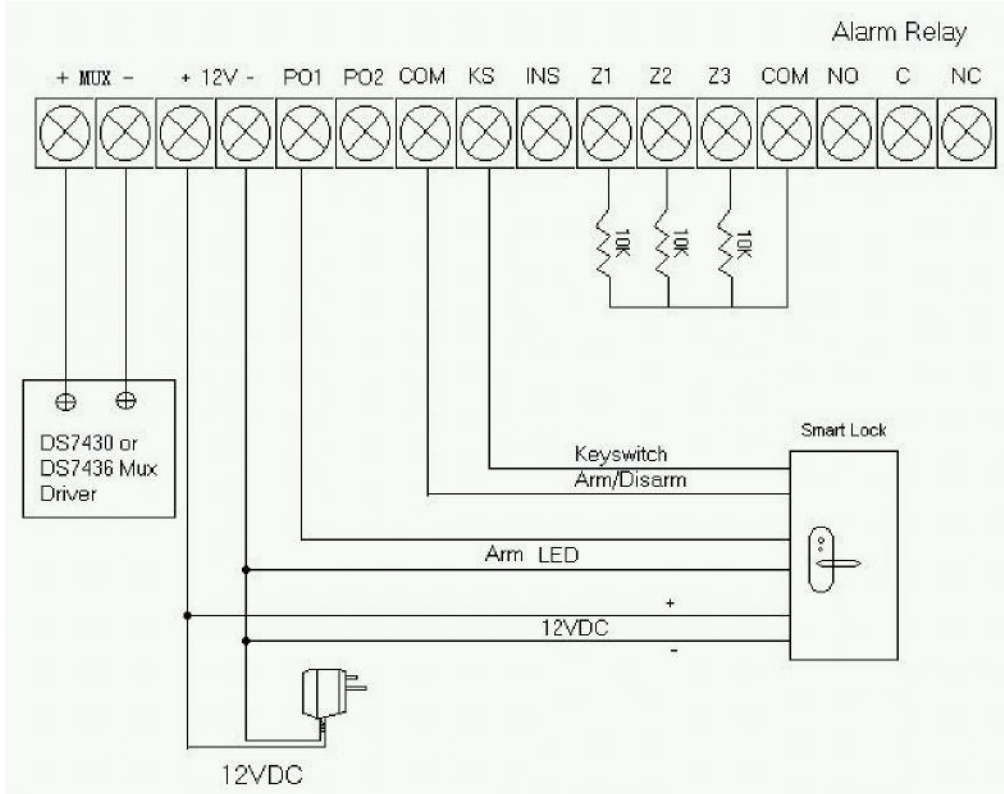 Alarm Relay
+ MUX - + 12V - PO1 PO2 COM KS INS Z1 Z2 Z3 COM NO C NC
10K 10K 10K
DS7430 or
DS7436 Mux
Driver
Smart Lock
Keyswitch
Arm/Disarm
Arm LED
+
12VDC
-
12VDC